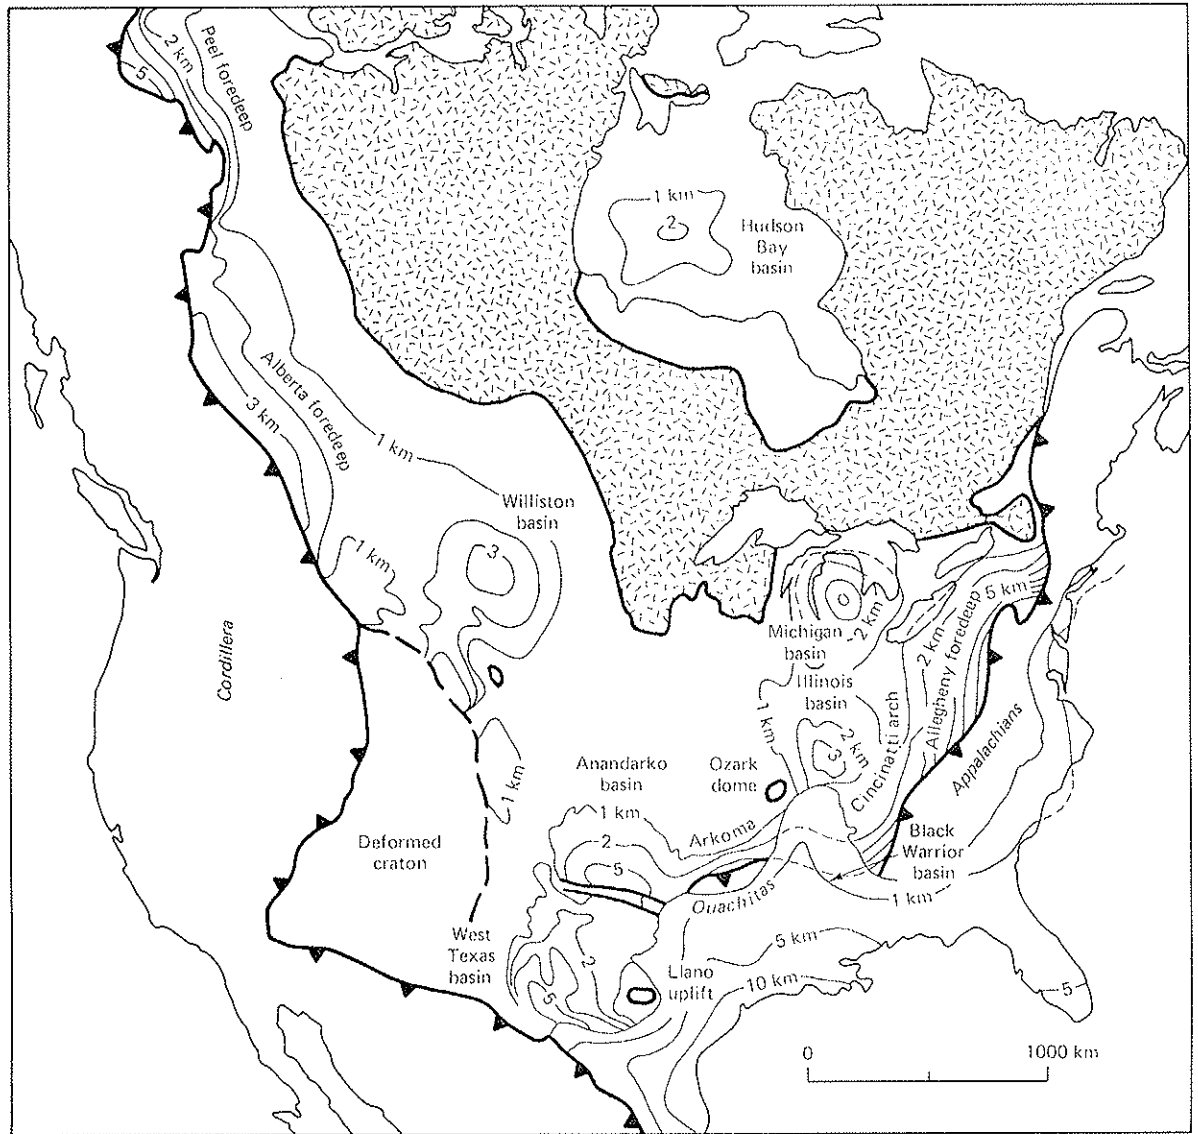 2 km
5
Peel foredeep
1 km
2
Hudson
Bay
basin
Alberta foredeep
3 km
1 km
Williston
basin
3
1 km
5 km
2 km
Michigan
basin
2 km
Allegheny foredeep
Cordillera
Illinois
basin
1 km
2 km
3
Cincinnati arch
Appalachians
1 km
Anandarko
basin
Ozark
dome
1 km
Arkoma
2
5
Deformed
craton
Black
Warrior
basin
1 km
Ouachitas
West
Texas
basin
2
5
5 km
Llano
uplift
10 km
5
0
1000 km